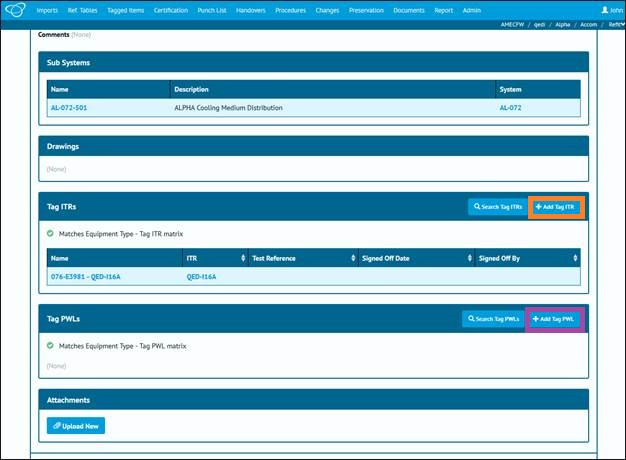 Imports Ref. Tables Tagged Items Certification Punch List Handovers Procedures Changes Preservation Documents Report Admin John
AMECFW / qedi / Alpha / Accom / Refit
Comments (None)
Sub Systems
Name Description System
AL-072-501 ALPHA Cooling Medium Distribution AL-072
Drawings
(None)
Tag ITRs Search Tag ITRs Add Tag ITR
Matches Equipment Type - Tag ITR matrix
Name ITR Test Reference Signed Off Date Signed Off By
076-E3981 - QED-I16A QED-I16A
Tag PWLs Search Tag PWLs Add Tag PWL
Matches Equipment Type - Tag PWL matrix
(None)
Attachments
Upload New